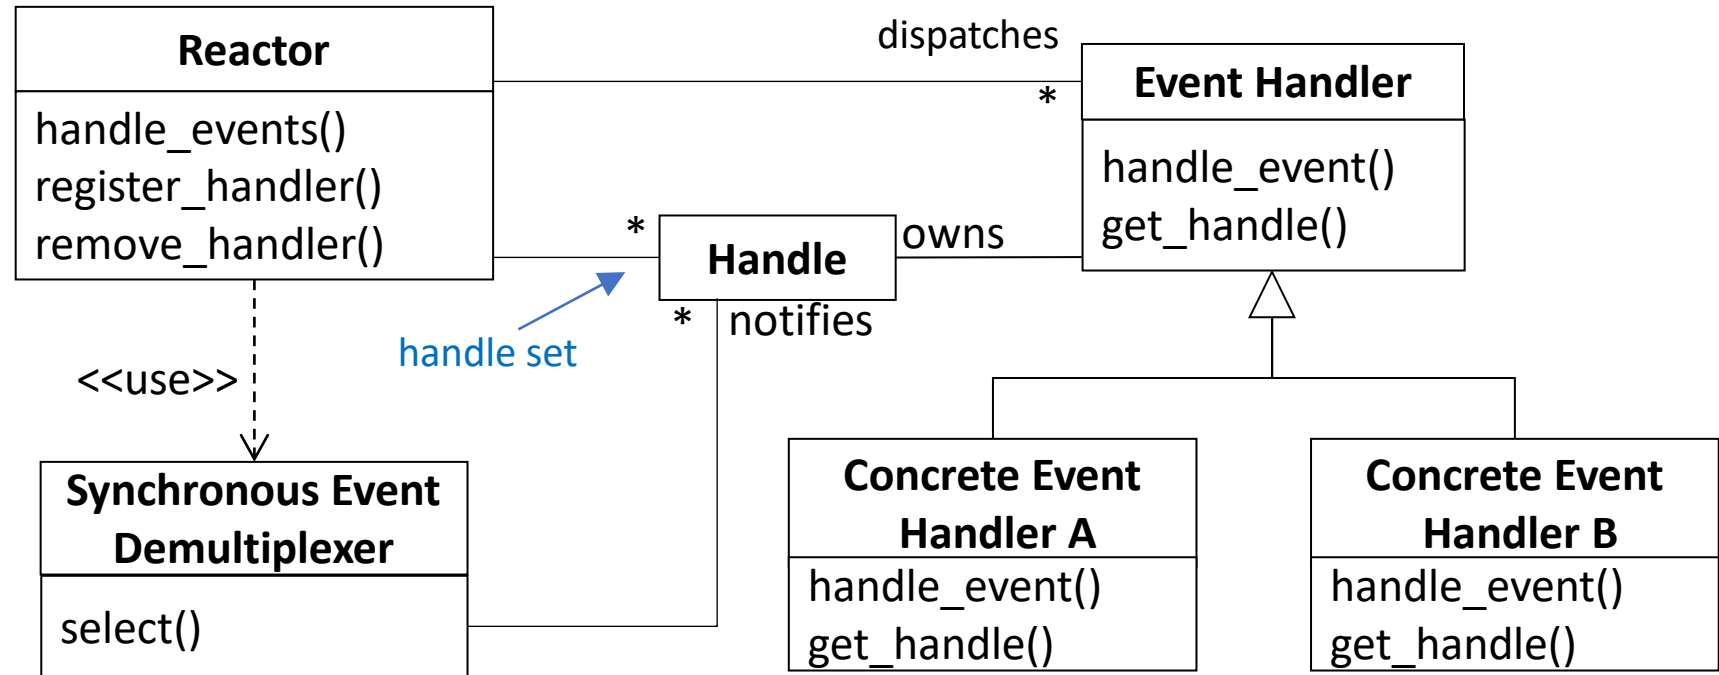 Reactor
handle_events()
register_handler()
remove_handler()
dispatches
*
Event Handler
handle_event()
get_handle()
*
Handle
owns
handle set
*
notifies
<<use>>
Synchronous Event
Demultiplexer
select()
Concrete Event
Handler A
handle_event()
get_handle()
Concrete Event
Handler B
handle_event()
get_handle()